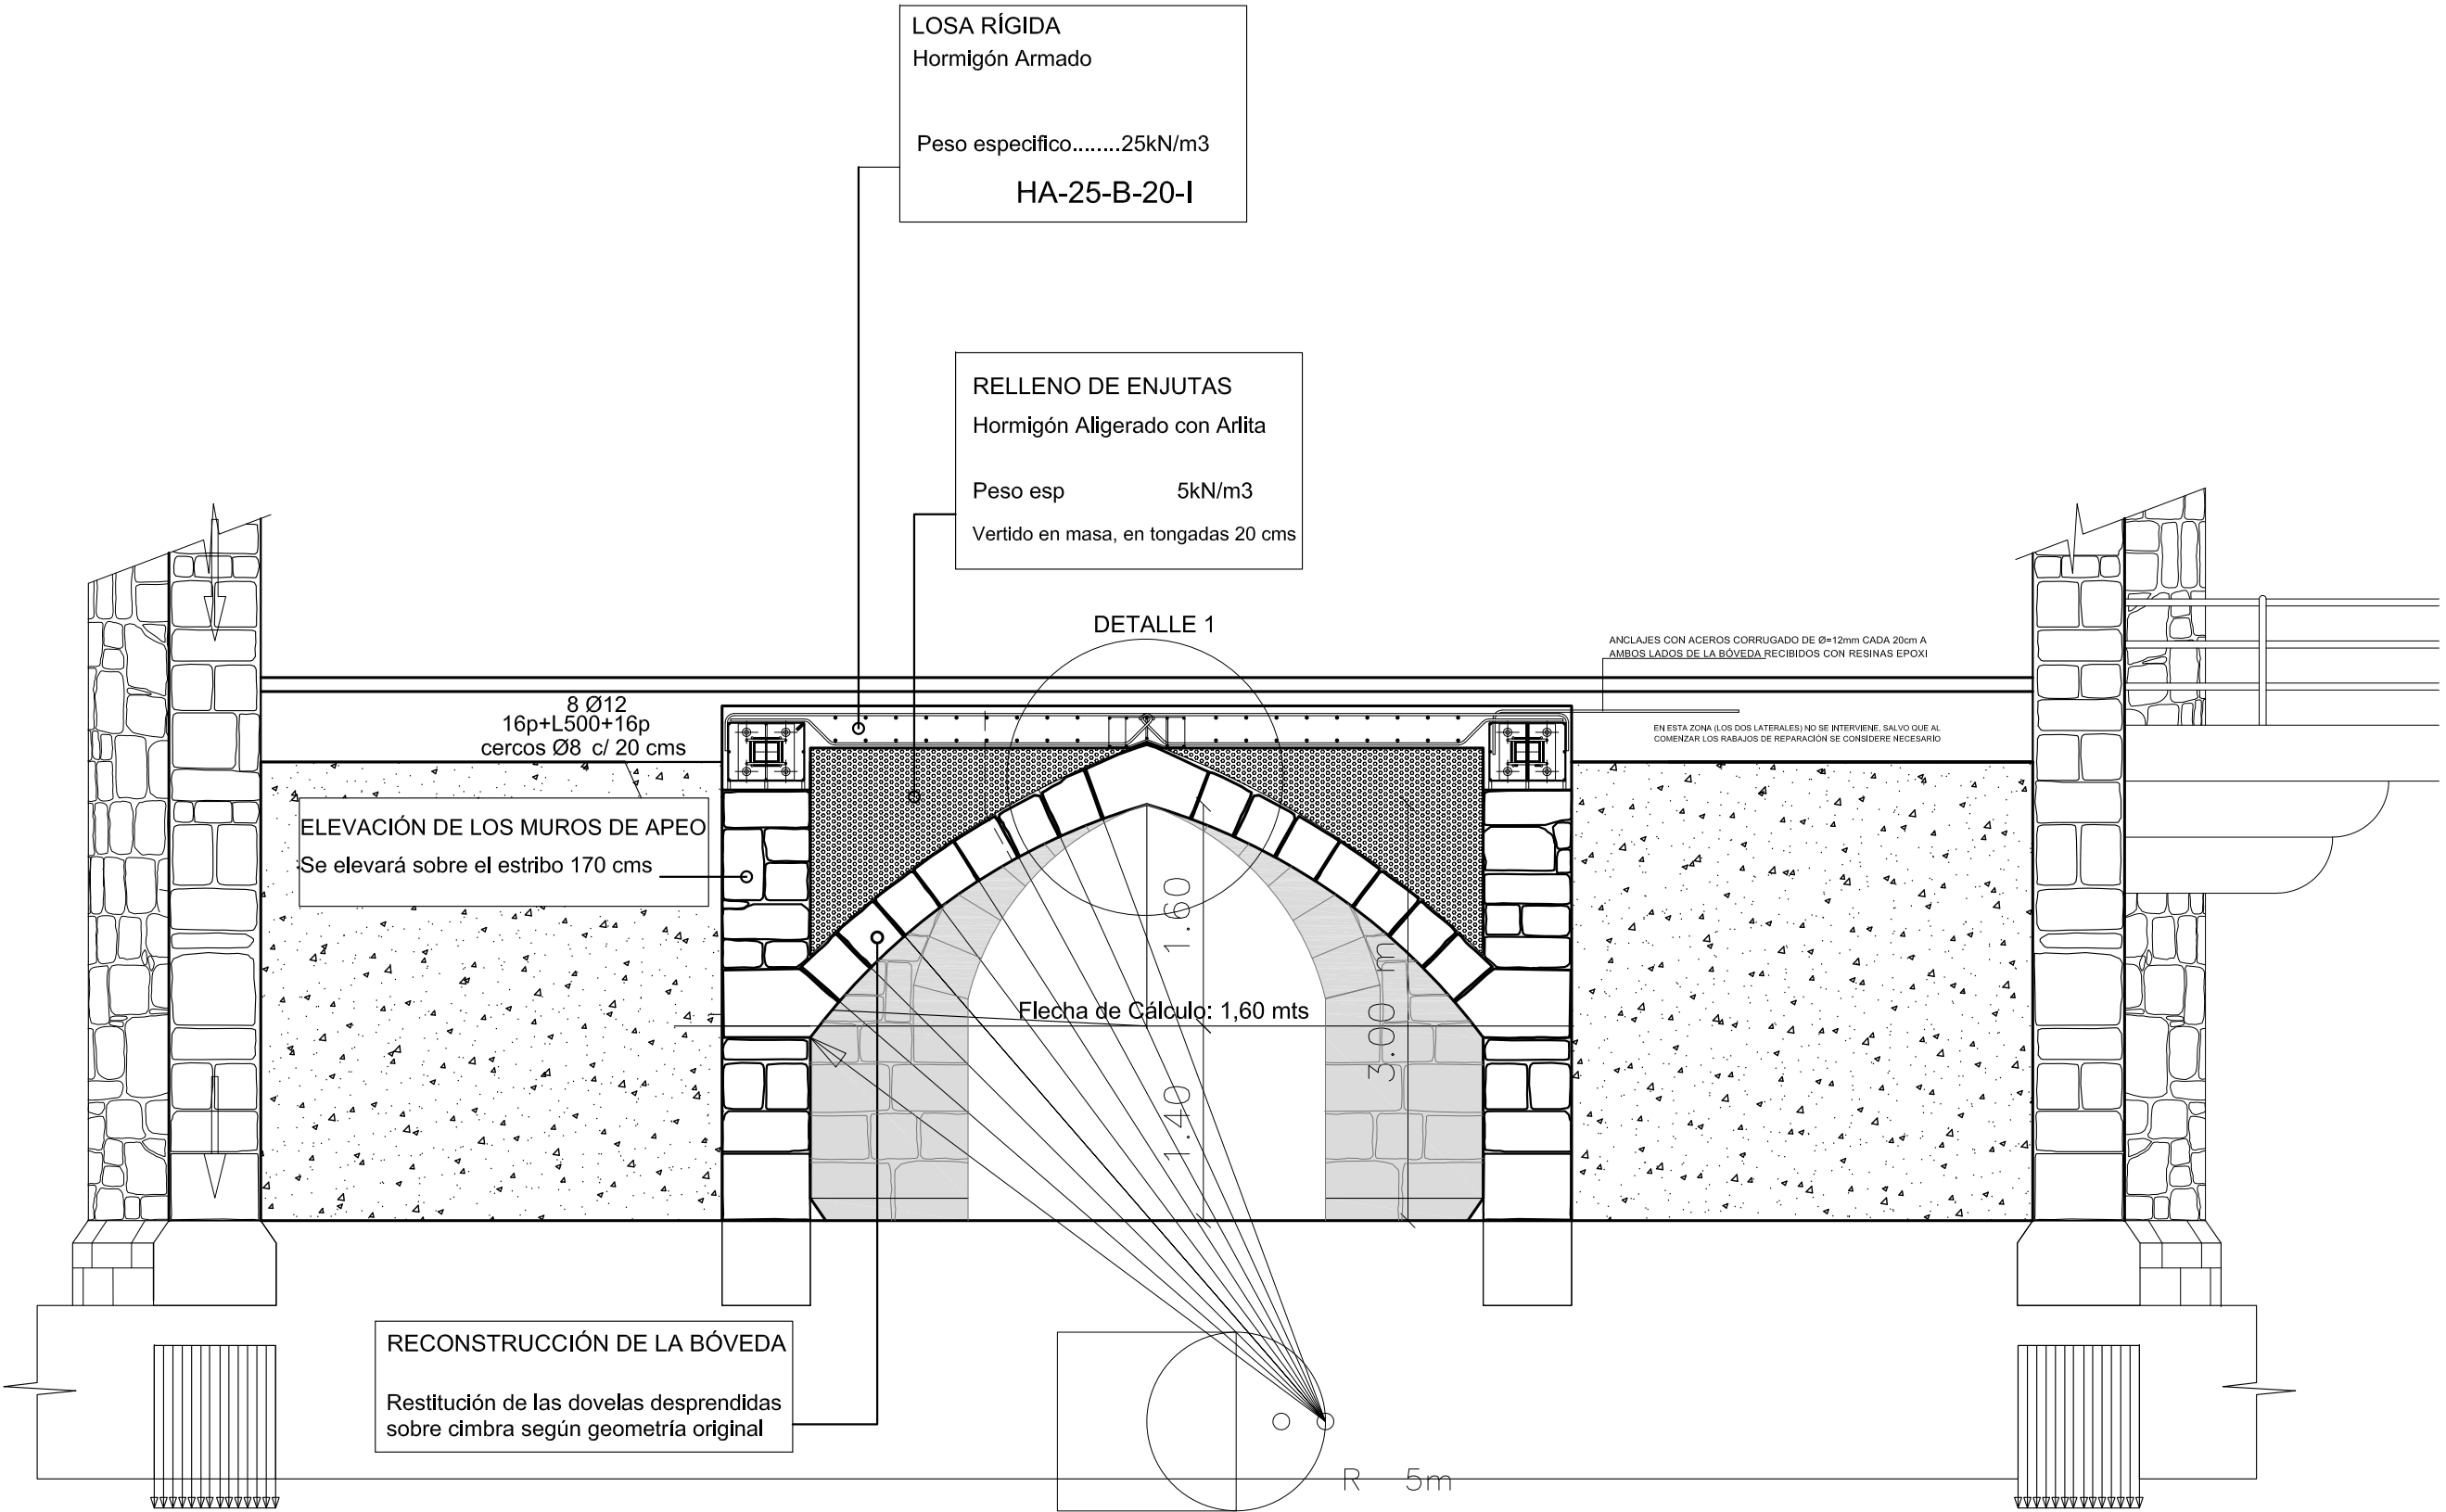 LOSA RÍGIDA
Hormigón Armado
Peso especifico........25kN/m3
HA-25-B-20-I
RELLENO DE ENJUTAS
Hormigón Aligerado con Arlita
Peso esp 5kN/m3
Vertido en masa, en tongadas 20 cms
DETALLE 1
ANCLAJES CON ACEROS CORRUGADO DE Ø=12mm CADA 20cm A
AMBOS LADOS DE LA BÓVEDA RECIBIDOS CON RESINAS EPOXI
8 Ø12
16p+L500+16p
cercos Ø8 c/ 20 cms
EN ESTA ZONA (LOS DOS LATERALES) NO SE INTERVIENE, SALVO QUE AL
COMENZAR LOS RABAJOS DE REPARACIÓN SE CONSIDERE NECESARIO
ELEVACIÓN DE LOS MUROS DE APEO
Se elevará sobre el estribo 170 cms
1.60
Flecha de Cálculo: 1,60 mts
3.00 m
1.40
RECONSTRUCCIÓN DE LA BÓVEDA
Restitución de las dovelas desprendidas
sobre cimbra según geometría original
R 5m